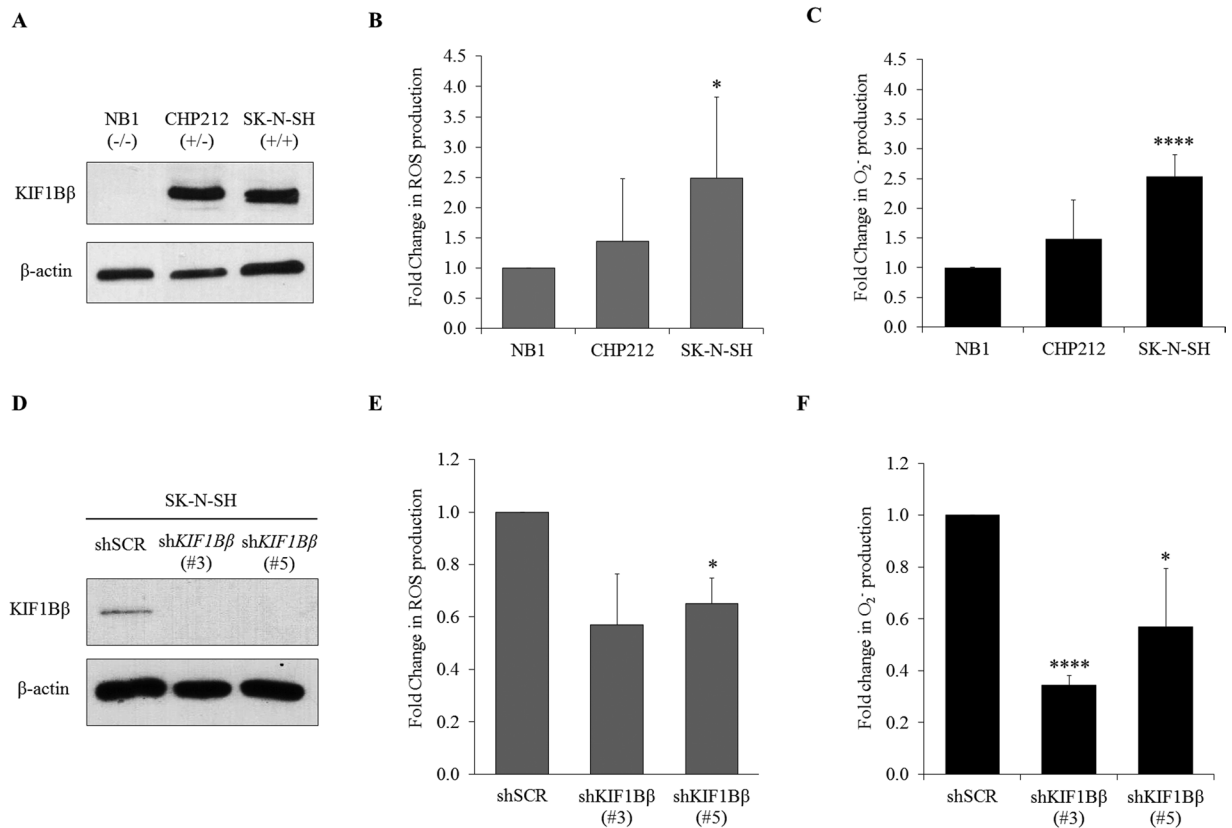 A
NB1 CHP212 SK-N-SH
(-/-) (+/-) (+/+)
KIF1Bβ
β-actin
B
Fold Change in ROS production
4.5
4.0
3.5
3.0
2.5
2.0
1.5
1.0
0.5
0.0
*
NB1 CHP212 SK-N-SH
C
Fold Change in O₂⁻ production
4.5
4.0
3.5
3.0
2.5
2.0
1.5
1.0
0.5
0.0
****
NB1 CHP212 SK-N-SH
D
SK-N-SH
shSCR shKIF1Bβ shKIF1Bβ
(#3) (#5)
KIF1Bβ
β-actin
E
Fold Change in ROS production
1.2
1.0
0.8
0.6
0.4
0.2
0.0
*
shSCR shKIF1Bβ shKIF1Bβ
(#3) (#5)
F
Fold change in O₂⁻ production
1.2
1.0
0.8
0.6
0.4
0.2
0.0
**** *
shSCR shKIF1Bβ shKIF1Bβ
(#3) (#5)